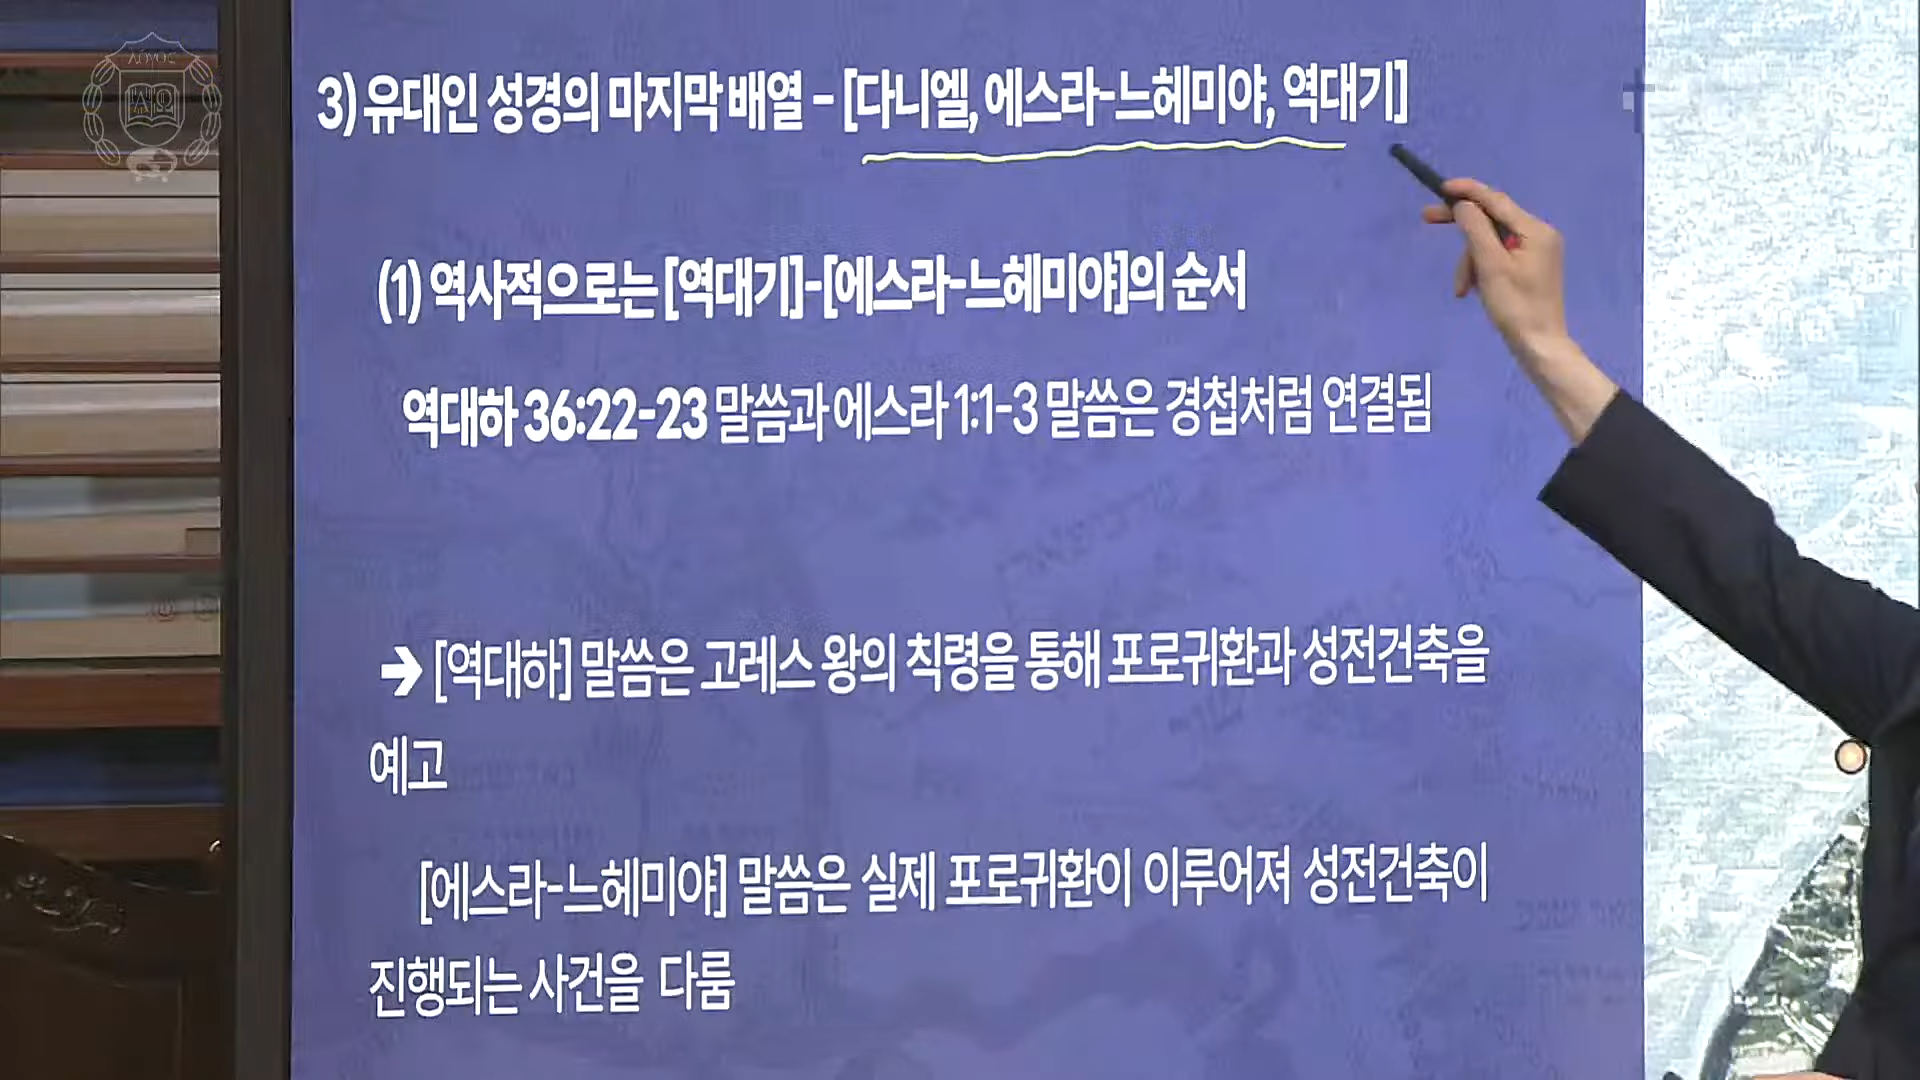 ΛΟΓΟΣ
Α Ω
3) 유대인 성경의 마지막 배열 - [다니엘, 에스라-느헤미야, 역대기]
(1) 역사적으로는 [역대기]-[에스라-느헤미야]의 순서
역대하 36:22-23 말씀과 에스라 1:1-3 말씀은 경첩처럼 연결됨
➔ [역대하] 말씀은 고레스 왕의 칙령을 통해 포로귀환과 성전건축을
예고
[에스라-느헤미야] 말씀은 실제 포로귀환이 이루어져 성전건축이
진행되는 사건을 다룸